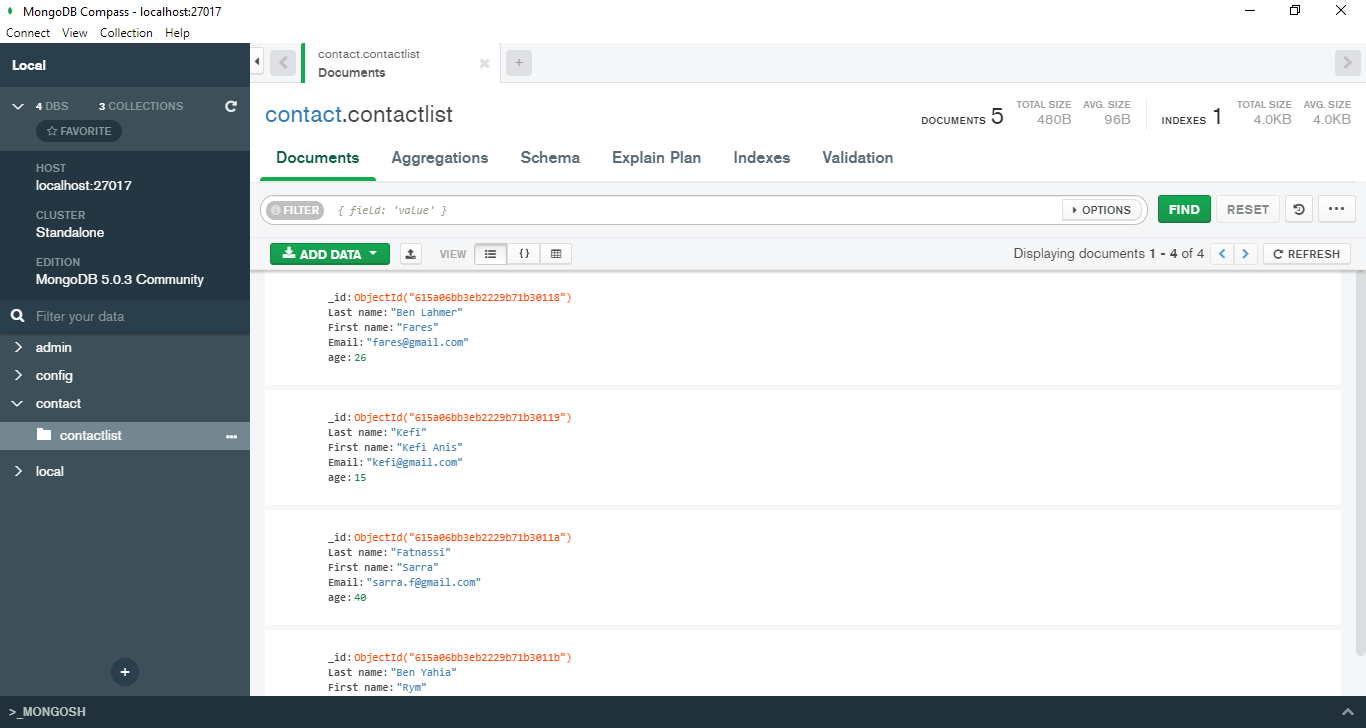 MongoDB Compass - localhost:27017
Connect View Collection Help
Local
4 DBS 3 COLLECTIONS
FAVORITE
HOST
localhost:27017
CLUSTER
Standalone
EDITION
MongoDB 5.0.3 Community
Filter your data
admin
config
contact
contactlist
local
contact.contactlist
Documents
contact.contactlist
DOCUMENTS 5 TOTAL SIZE 480B AVG. SIZE 96B INDEXES 1 TOTAL SIZE 4.0KB AVG. SIZE 4.0KB
Documents Aggregations Schema Explain Plan Indexes Validation
FILTER { field: 'value' } OPTIONS FIND RESET
ADD DATA VIEW {} Displaying documents 1 - 4 of 4 REFRESH
_id: ObjectId("615a06bb3eb2229b71b30118")
Last name: "Ben Lahmer"
First name: "Fares"
Email: "fares@gmail.com"
age: 26
_id: ObjectId("615a06bb3eb2229b71b30119")
Last name: "Kefi"
First name: "Kefi Anis"
Email: "kefi@gmail.com"
age: 15
_id: ObjectId("615a06bb3eb2229b71b3011a")
Last name: "Fatnassi"
First name: "Sarra"
Email: "sarra.f@gmail.com"
age: 40
_id: ObjectId("615a06bb3eb2229b71b3011b")
Last name: "Ben Yahia"
First name: "Rym"
>_MONGOSH